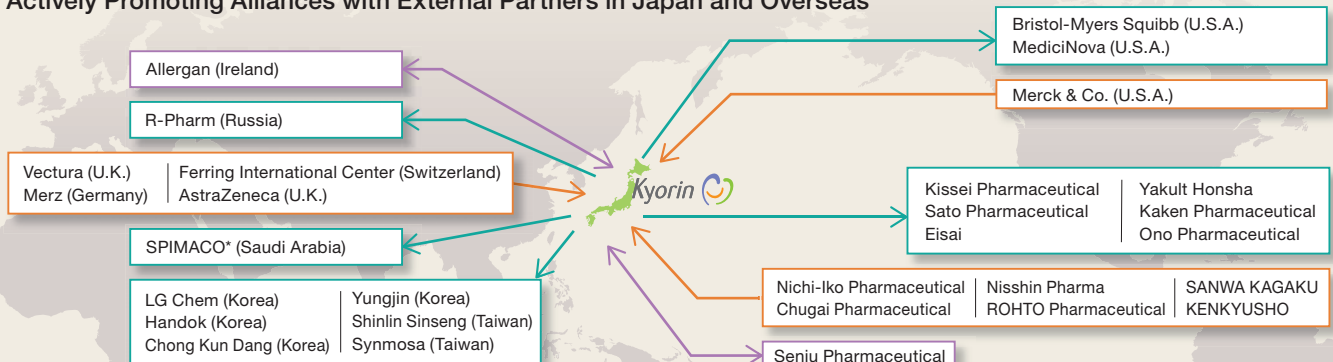 Actively Promoting Alliances with External Partners in Japan and Overseas
Allergan (Ireland)
R-Pharm (Russia)
Vectura (U.K.)
Merz (Germany)
Ferring International Center (Switzerland)
AstraZeneca (U.K.)
SPIMACO* (Saudi Arabia)
LG Chem (Korea)
Handok (Korea)
Chong Kun Dang (Korea)
Yungjin (Korea)
Shinlin Sinseng (Taiwan)
Synmosa (Taiwan)
Kyorin
Bristol-Myers Squibb (U.S.A.)
MediciNova (U.S.A.)
Merck & Co. (U.S.A.)
Kissei Pharmaceutical
Sato Pharmaceutical
Eisai
Yakult Honsha
Kaken Pharmaceutical
Ono Pharmaceutical
Nichi-Iko Pharmaceutical
Chugai Pharmaceutical
Nisshin Pharma
ROHTO Pharmaceutical
SANWA KAGAKU
KENKYUSHO
Senju Pharmaceutical